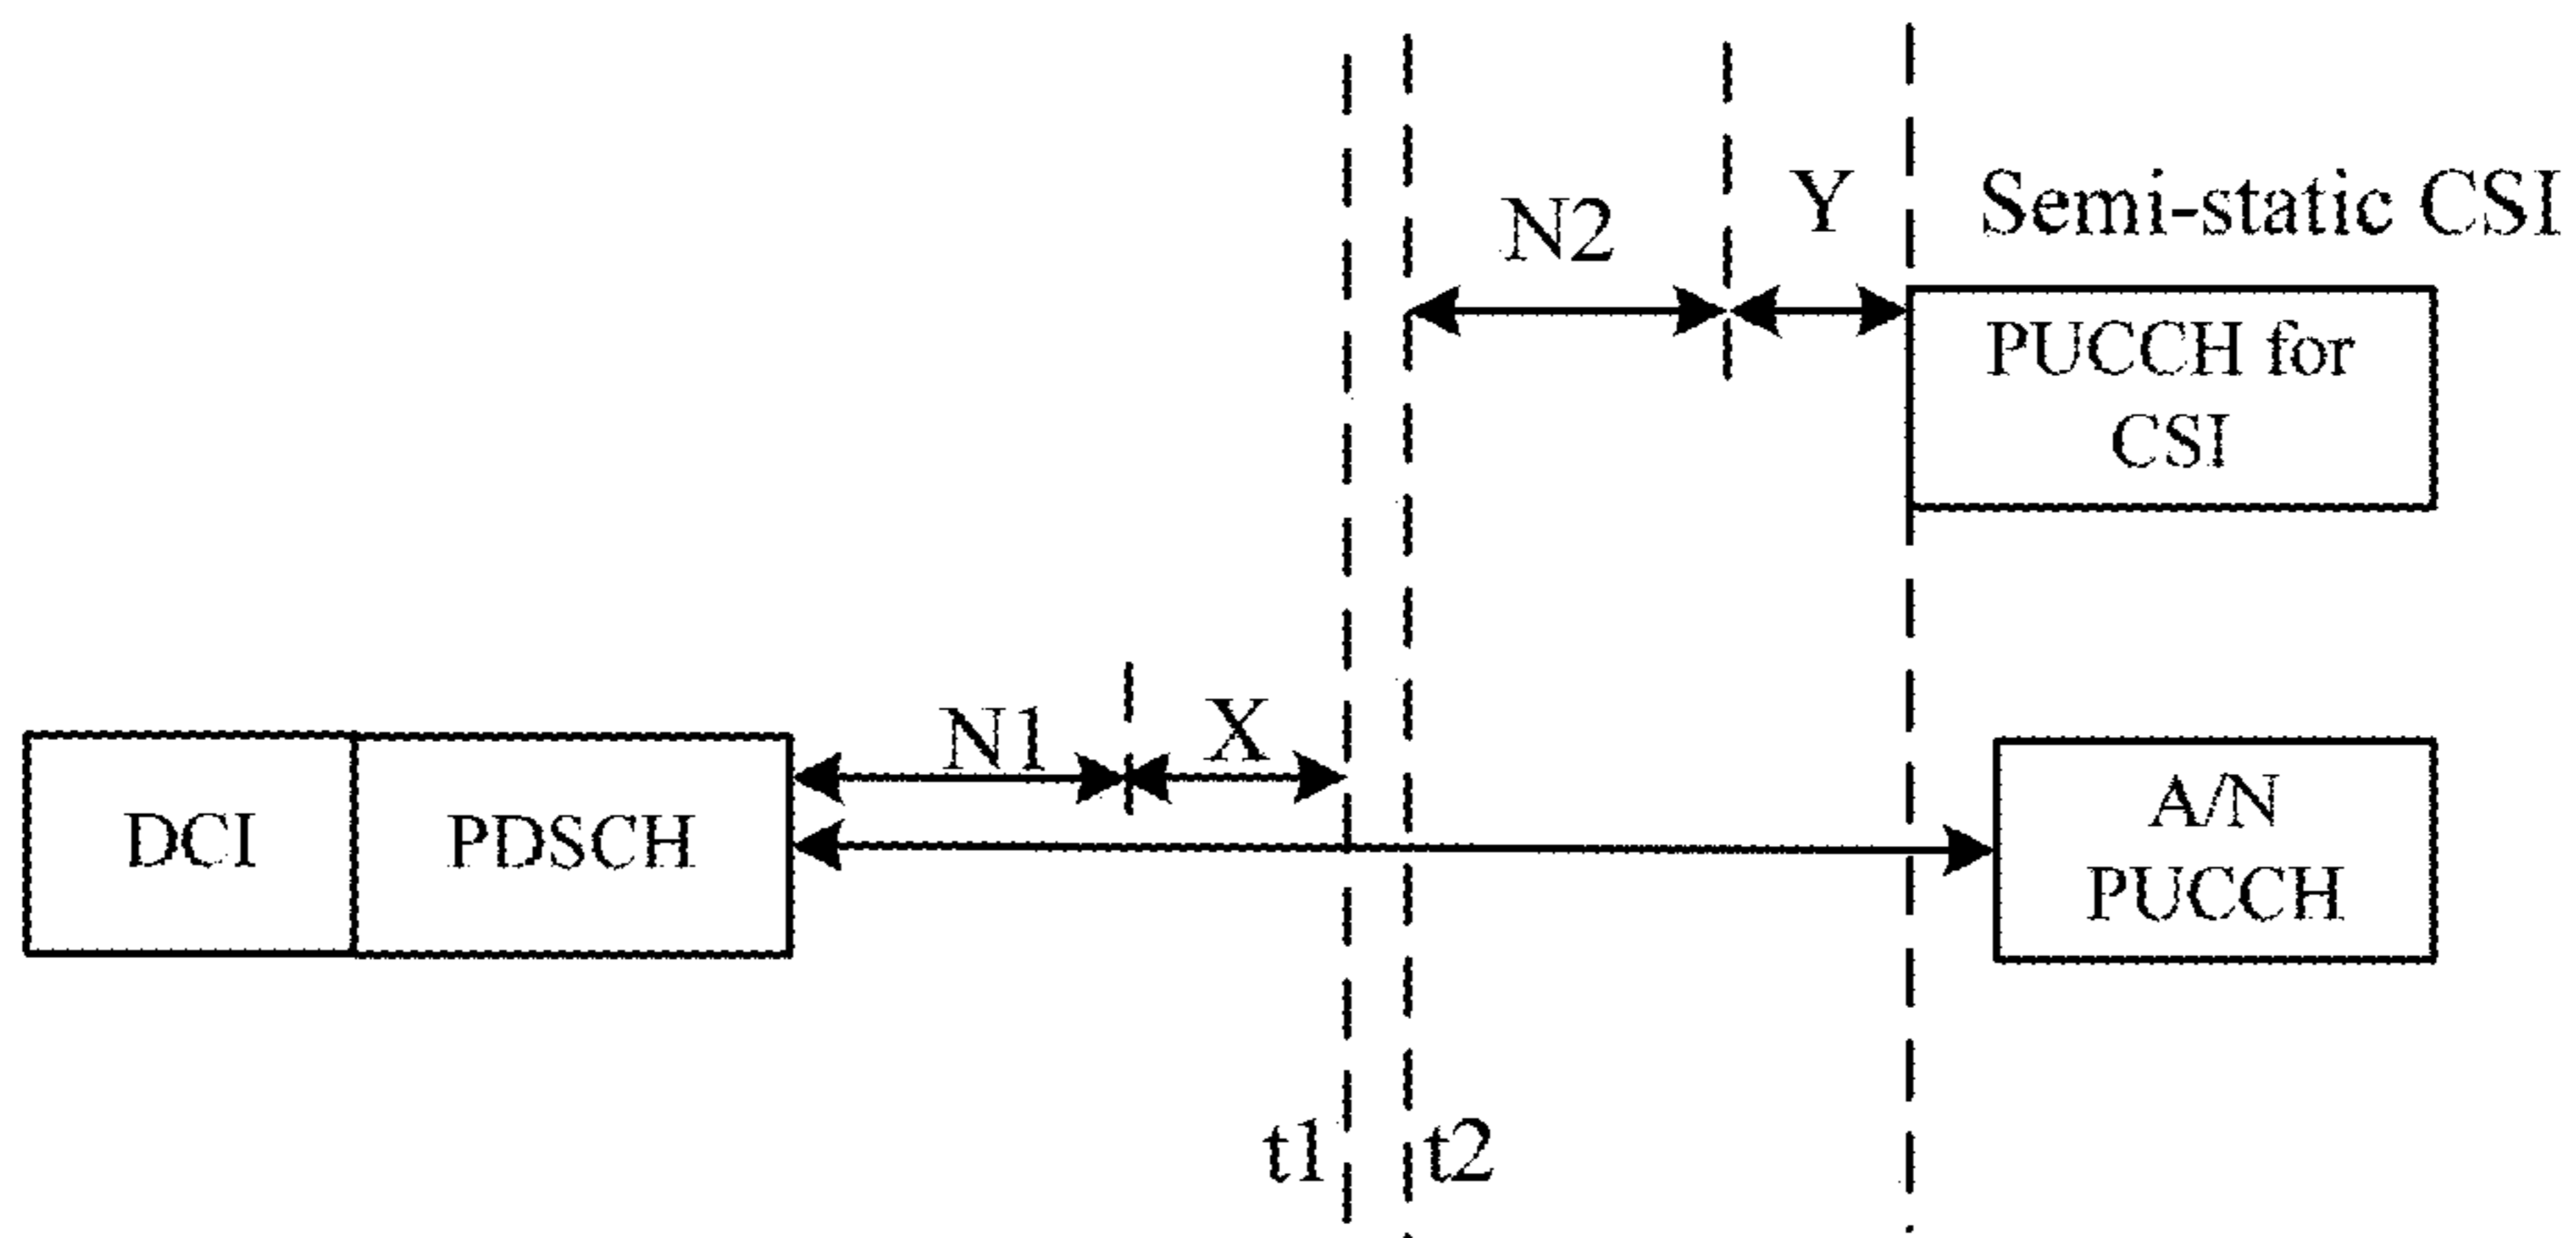 Semi-static CSI
N2
Y
PUCCH for
CSI
N1
X
DCI
PDSCH
A/N
PUCCH
t1
t2